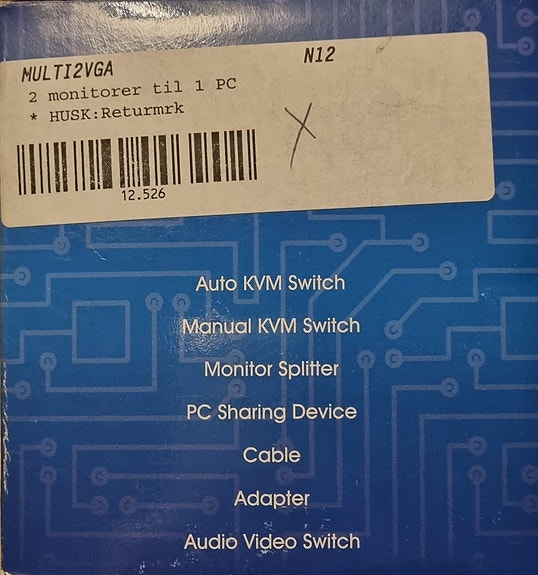 MULTI2VGA N12
2 monitorer til 1 PC
* HUSK:Returmrk
X
12.526
Auto KVM Switch
Manual KVM Switch
Monitor Splitter
PC Sharing Device
Cable
Adapter
Audio Video Switch